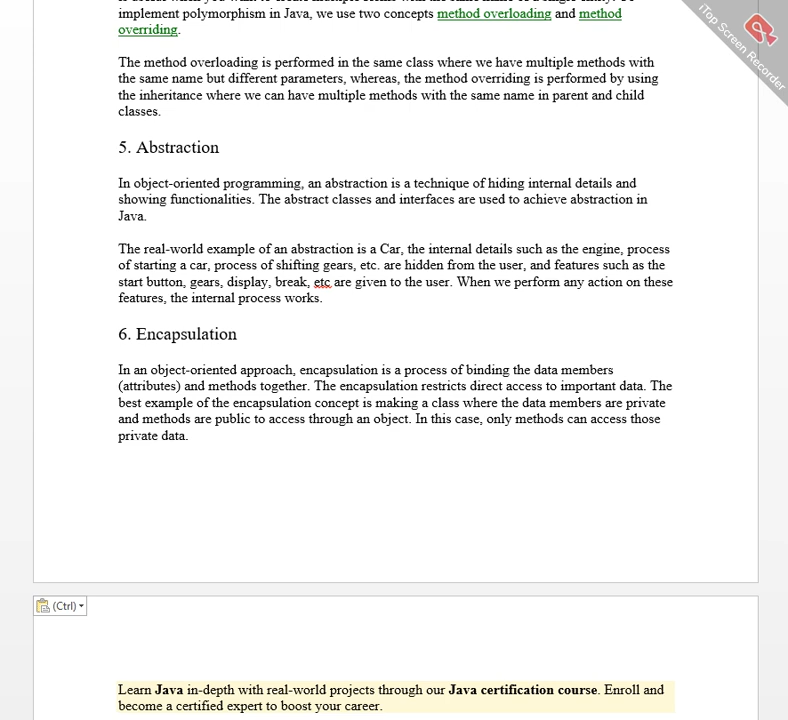 implement polymorphism in Java, we use two concepts method overloading and method
overriding.
The method overloading is performed in the same class where we have multiple methods with
the same name but different parameters, whereas, the method overriding is performed by using
the inheritance where we can have multiple methods with the same name in parent and child
classes.
5. Abstraction
In object-oriented programming, an abstraction is a technique of hiding internal details and
showing functionalities. The abstract classes and interfaces are used to achieve abstraction in
Java.
The real-world example of an abstraction is a Car, the internal details such as the engine, process
of starting a car, process of shifting gears, etc. are hidden from the user, and features such as the
start button, gears, display, break, etc are given to the user. When we perform any action on these
features, the internal process works.
6. Encapsulation
In an object-oriented approach, encapsulation is a process of binding the data members
(attributes) and methods together. The encapsulation restricts direct access to important data. The
best example of the encapsulation concept is making a class where the data members are private
and methods are public to access through an object. In this case, only methods can access those
private data.
(Ctrl)
Learn Java in-depth with real-world projects through our Java certification course. Enroll and
become a certified expert to boost your career.
iTop Screen Recorder